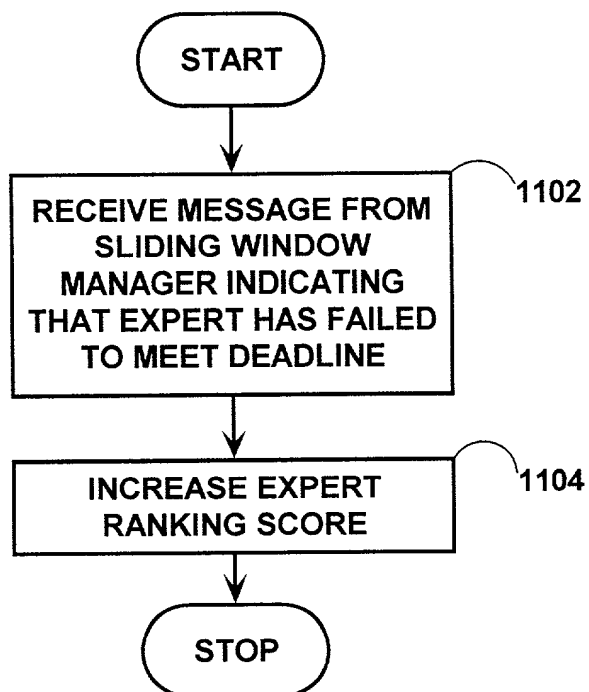 START
RECEIVE MESSAGE FROM
SLIDING WINDOW
MANAGER INDICATING
THAT EXPERT HAS FAILED
TO MEET DEADLINE
1102
INCREASE EXPERT
RANKING SCORE
1104
STOP